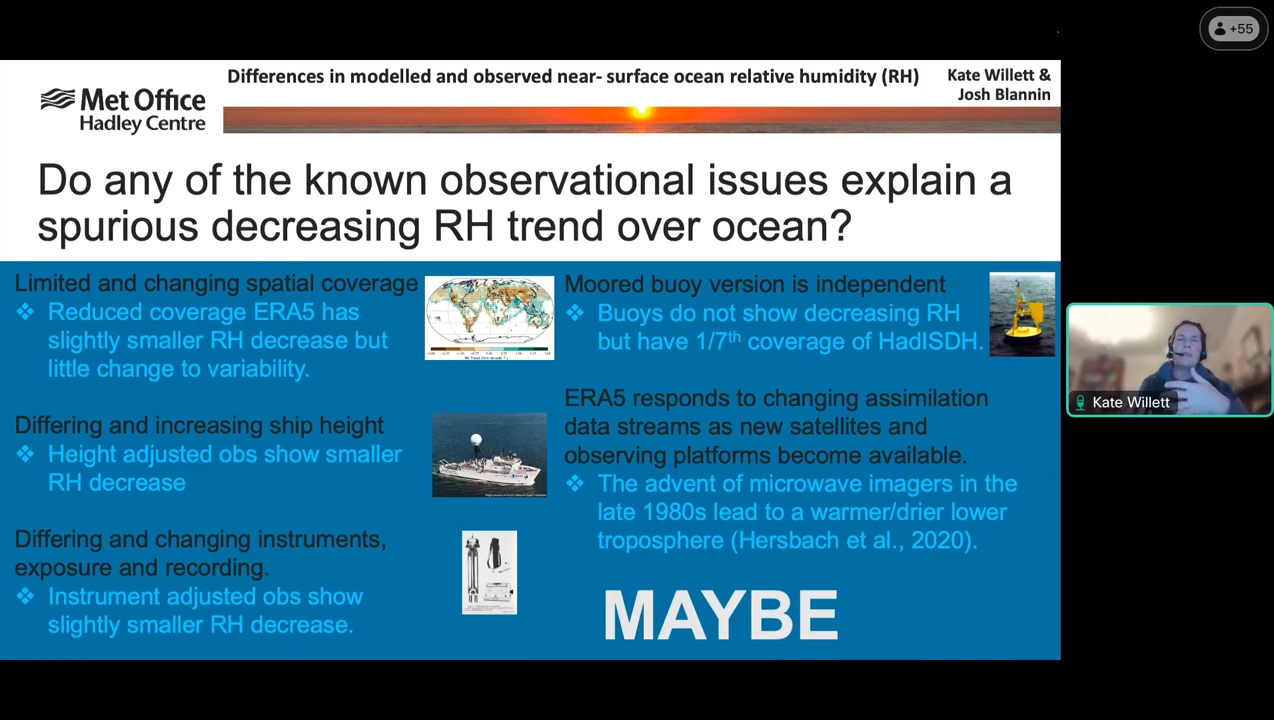 +55
Differences in modelled and observed near- surface ocean relative humidity (RH)
Kate Willett &
Josh Blannin
Met Office
Hadley Centre
Do any of the known observational issues explain a
spurious decreasing RH trend over ocean?
Limited and changing spatial coverage
❖ Reduced coverage ERA5 has
slightly smaller RH decrease but
little change to variability.
Differing and increasing ship height
❖ Height adjusted obs show smaller
RH decrease
Differing and changing instruments,
exposure and recording.
❖ Instrument adjusted obs show
slightly smaller RH decrease.
Moored buoy version is independent
❖ Buoys do not show decreasing RH
but have 1/7th coverage of HadISDH.
ERA5 responds to changing assimilation
data streams as new satellites and
observing platforms become available.
❖ The advent of microwave imagers in the
late 1980s lead to a warmer/drier lower
troposphere (Hersbach et al., 2020).
MAYBE
Kate Willett